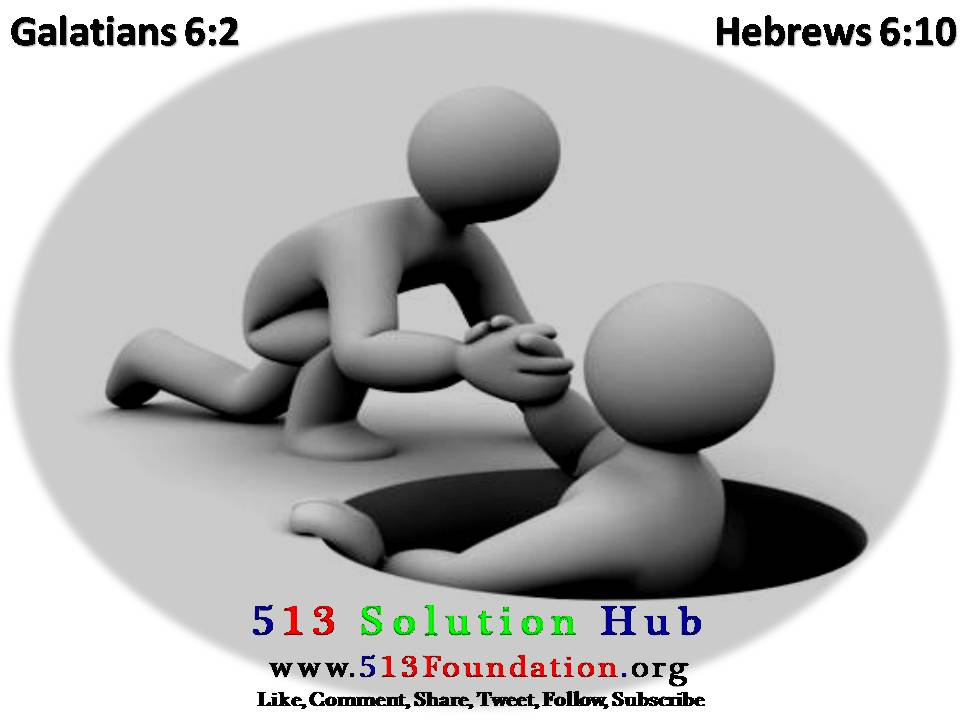 Galatians 6:2
Hebrews 6:10
513 Solution Hub
www.513Foundation.org
Like, Comment, Share, Tweet, Follow, Subscribe